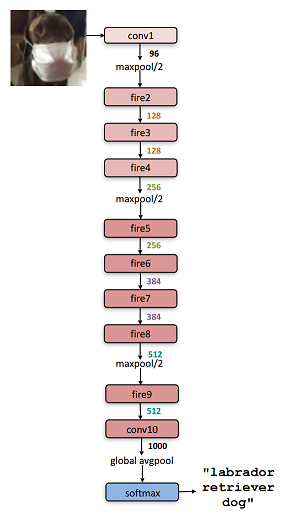 conv1
96
maxpool/2
fire2
128
fire3
128
fire4
256
maxpool/2
fire5
256
fire6
384
fire7
384
fire8
512
maxpool/2
fire9
512
conv10
1000
global avgpool
softmax
"labrador
retriever
dog"